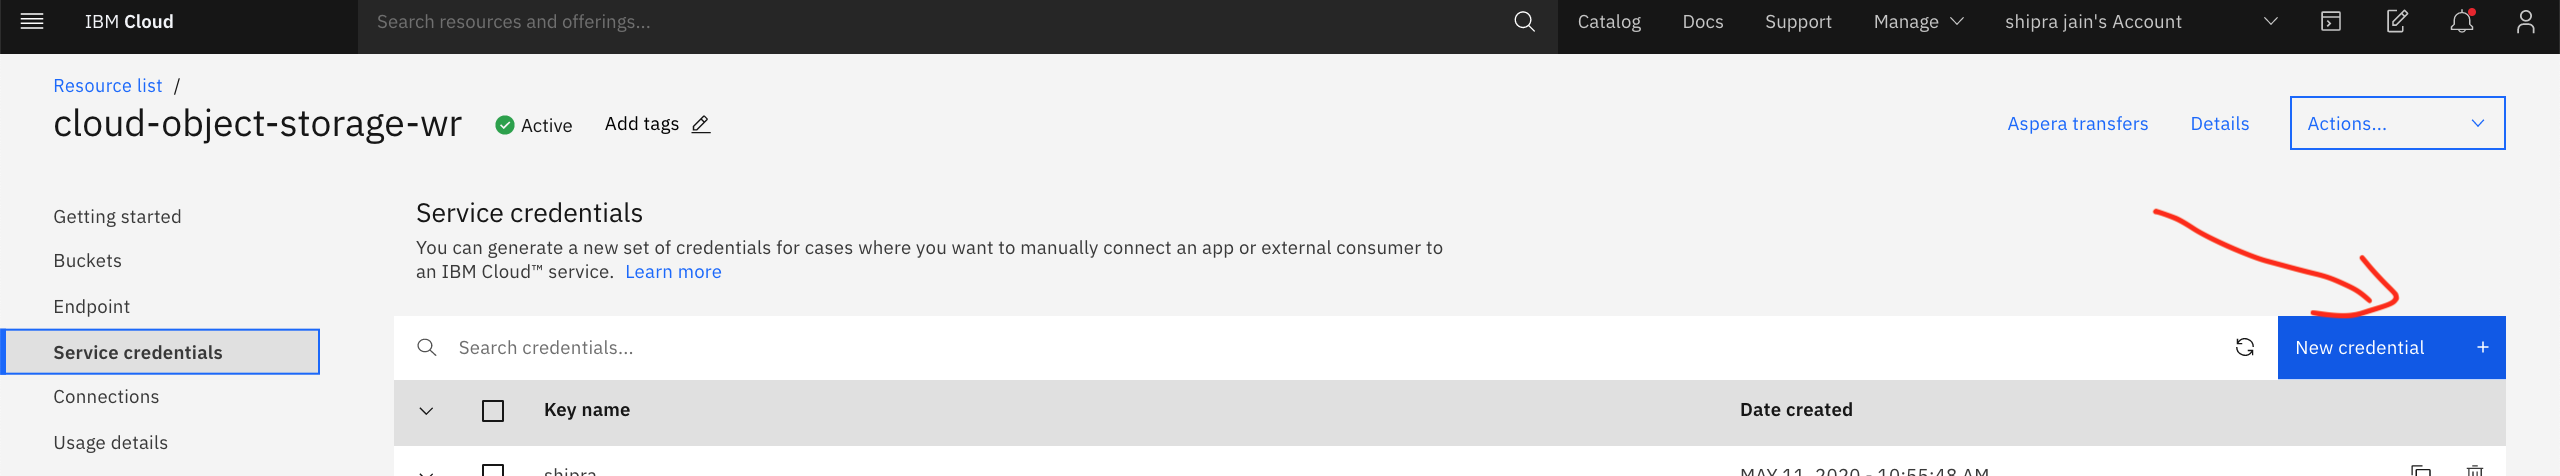 IBM Cloud
Search resources and offerings...
Catalog
Docs
Support
Manage
shipra jain's Account
Resource list /
cloud-object-storage-wr
Active
Add tags
Aspera transfers
Details
Actions...
Getting started
Buckets
Endpoint
Service credentials
Connections
Usage details
Service credentials
You can generate a new set of credentials for cases where you want to manually connect an app or external consumer to
an IBM Cloud™ service. Learn more
Search credentials...
New credential +
Key name
Date created
shipra
MAY 11, 2020 - 10:55:48 AM